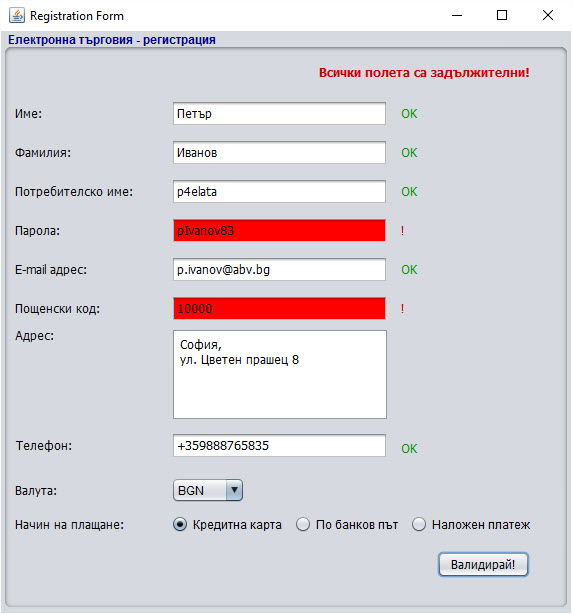 Registration Form
Електронна търговия - регистрация
Всички полета са задължителни!
Име: Петър OK
Фамилия: Иванов OK
Потребителско име: p4elata OK
Парола: pIvanov83 !
E-mail адрес: p.ivanov@abv.bg OK
Пощенски код: 10000 !
Адрес: София,
ул. Цветен прашец 8
Телефон: +359888765835 OK
Валута: BGN
Начин на плащане: Кредитна карта По банков път Наложен платеж
Валидирай!